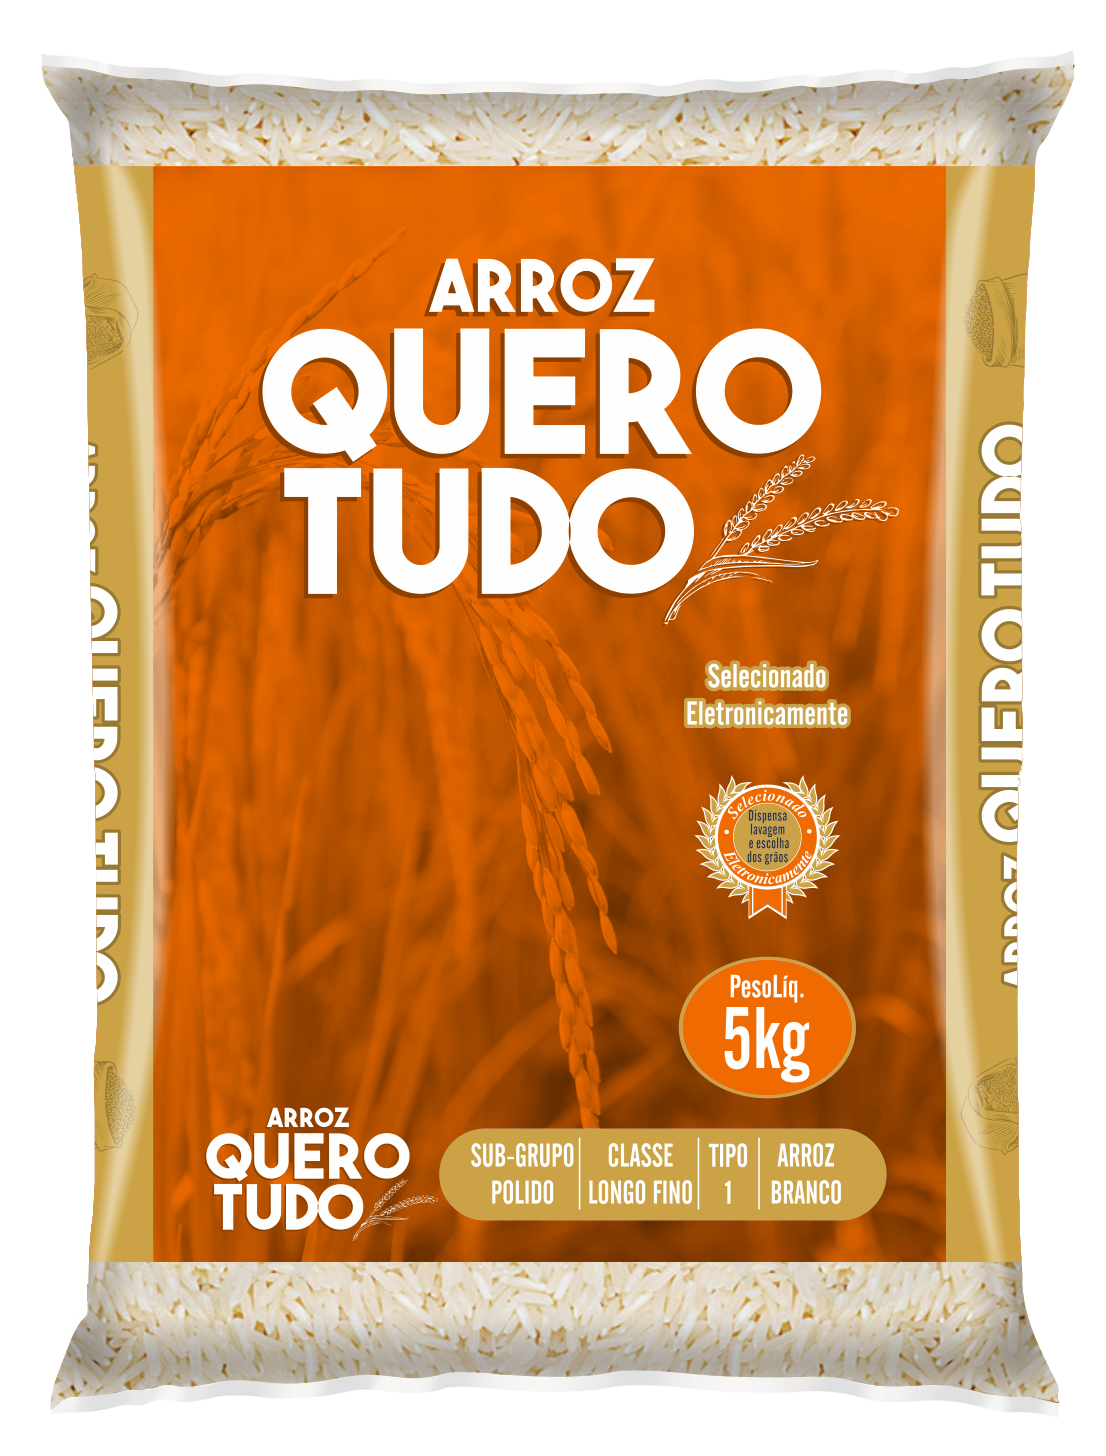 ARROZ
QUERO
TUDO
Selecionado
Eletronicamente
Selecionado
Dispensa
lavagem
e escolha
dos grãos
Eletronicamente
PesoLíq.
5kg
ARROZ
QUERO
TUDO
SUB-GRUPO
POLIDO
CLASSE
LONGO FINO
TIPO
1
ARROZ
BRANCO
ARROZ QUERO TUDO
ARROZ QUERO TUDO